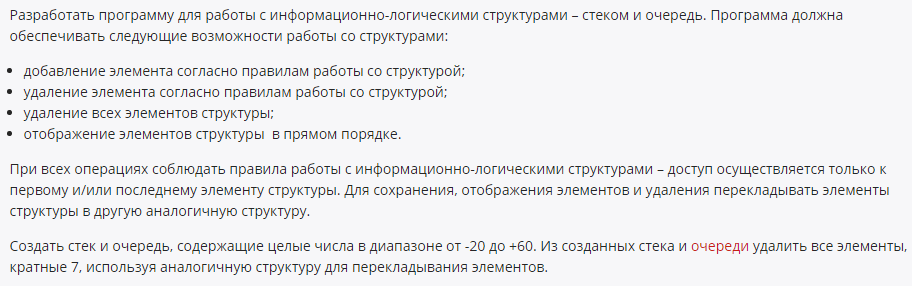 Разработать программу для работы с информационно-логическими структурами – стеком и очередь. Программа должна
обеспечивать следующие возможности работы со структурами:
• добавление элемента согласно правилам работы со структурой;
• удаление элемента согласно правилам работы со структурой;
• удаление всех элементов структуры;
• отображение элементов структуры в прямом порядке.
При всех операциях соблюдать правила работы с информационно-логическими структурами – доступ осуществляется только к
первому и/или последнему элементу структуры. Для сохранения, отображения элементов и удаления перекладывать элементы
структуры в другую аналогичную структуру.
Создать стек и очередь, содержащие целые числа в диапазоне от -20 до +60. Из созданных стека и очереди удалить все элементы,
кратные 7, используя аналогичную структуру для перекладывания элементов.